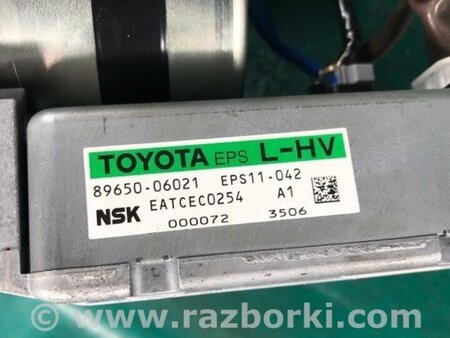 TOYOTA EPS L-HV
89650-06021 EPS11-042
NSK EATCEC0254 A1
000072 3506
© www.razborki.com